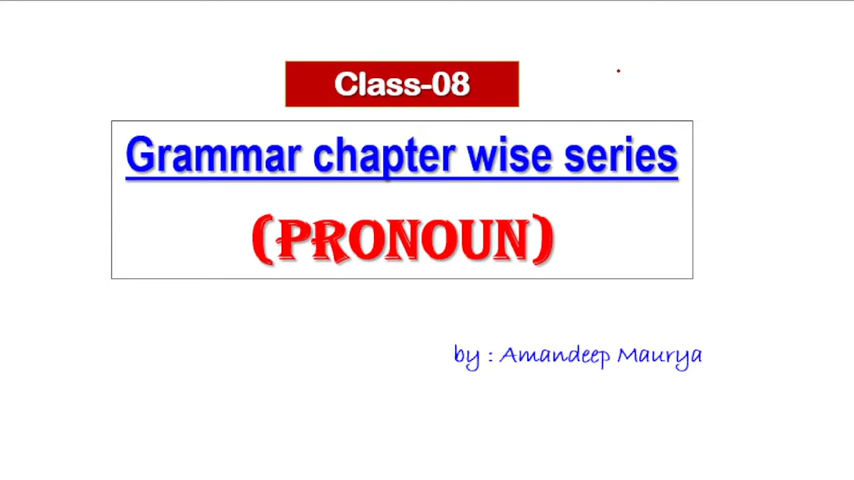 Class-08
Grammar chapter wise series
(PRONOUN)
by : Amandeep Maurya